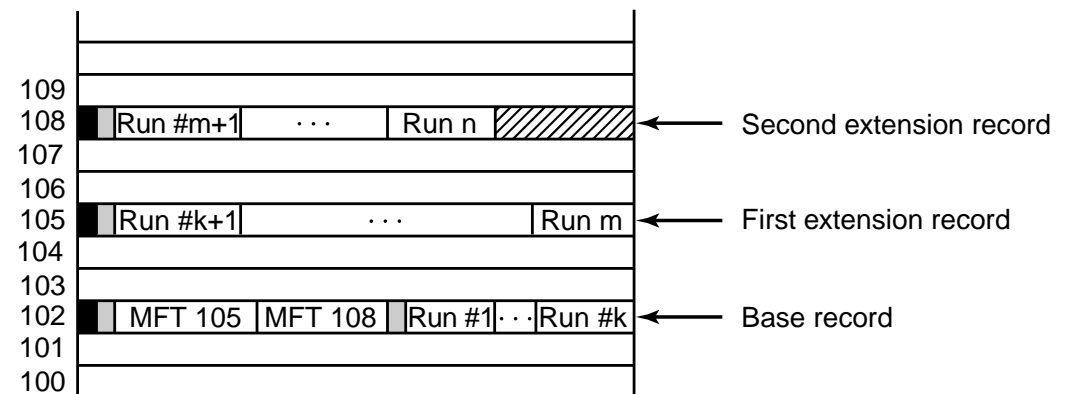 109
108 Run #m+1 · · · Run n Second extension record
107
106
105 Run #k+1 · · · Run m First extension record
104
103
102 MFT 105 MFT 108 Run #1 · · · Run #k Base record
101
100